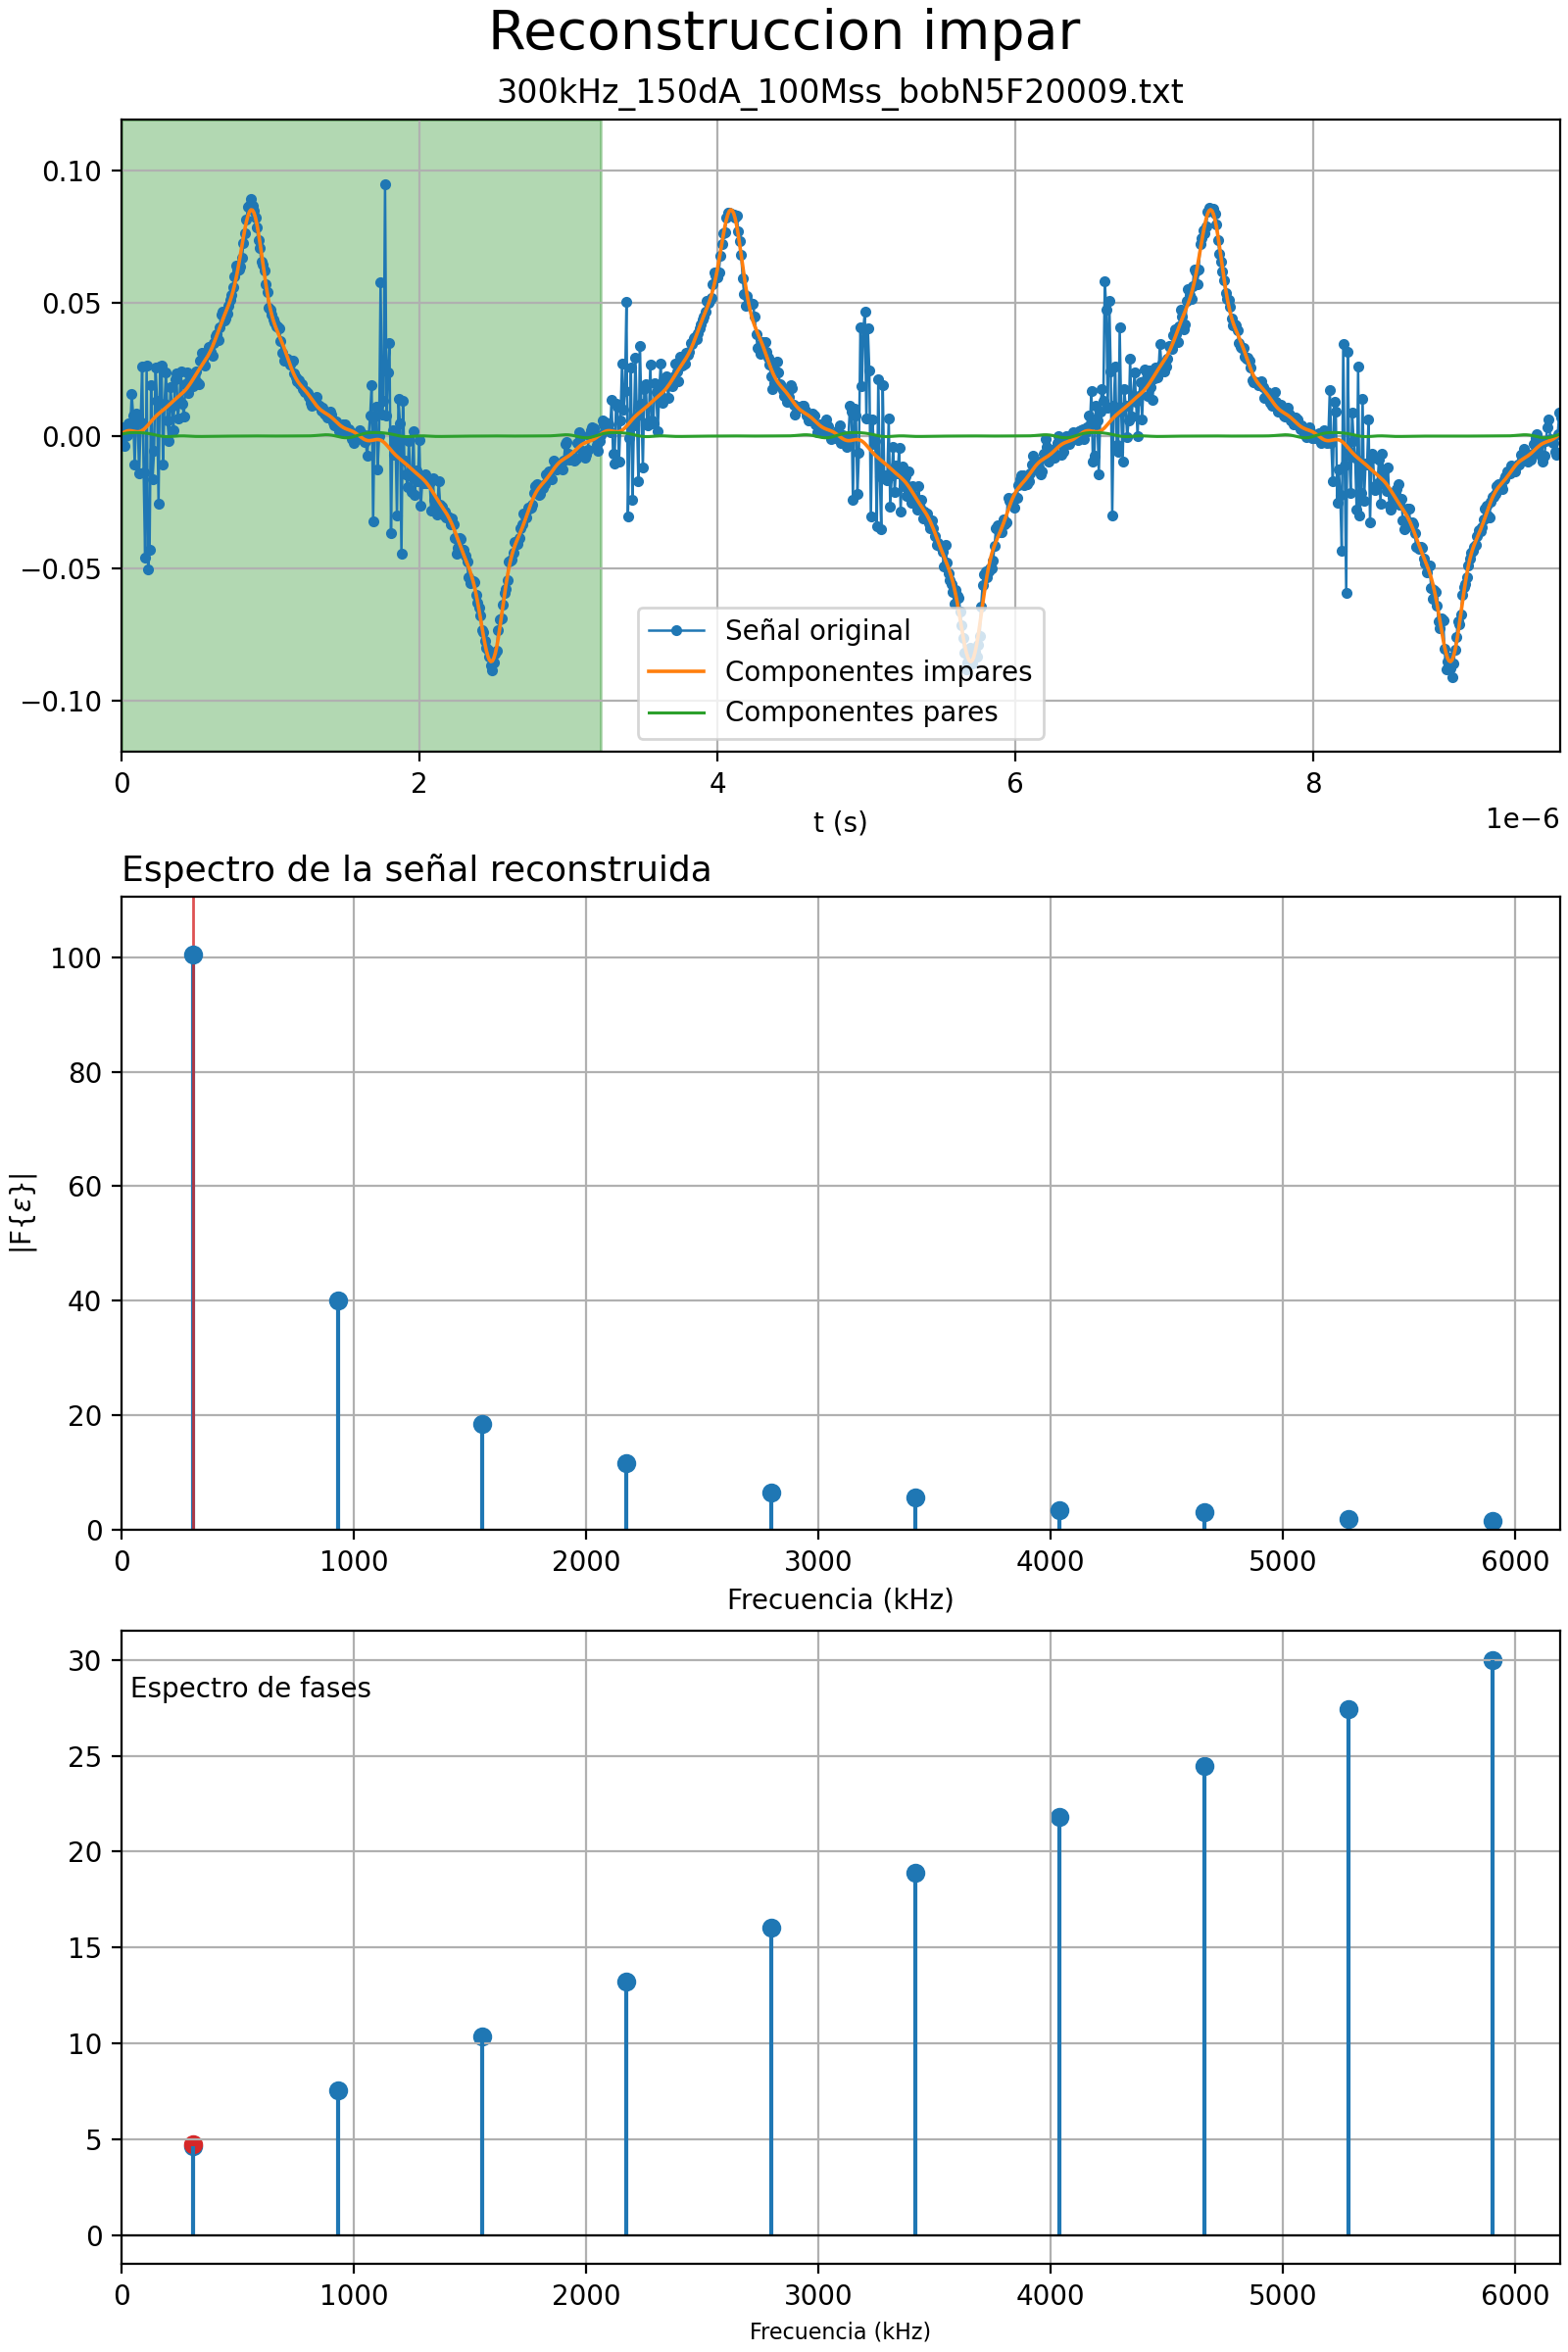 Reconstruccion impar
300kHz_150dA_100Mss_bobN5F20009.txt
0.10
0.05
0.00
−0.05
−0.10
Señal original
Componentes impares
Componentes pares
0 2 4 6 8
t (s)
1e−6
Espectro de la señal reconstruida
100
80
60
40
20
0
|F{ε}|
0 1000 2000 3000 4000 5000 6000
Frecuencia (kHz)
30
Espectro de fases
25
20
15
10
5
0
0 1000 2000 3000 4000 5000 6000
Frecuencia (kHz)